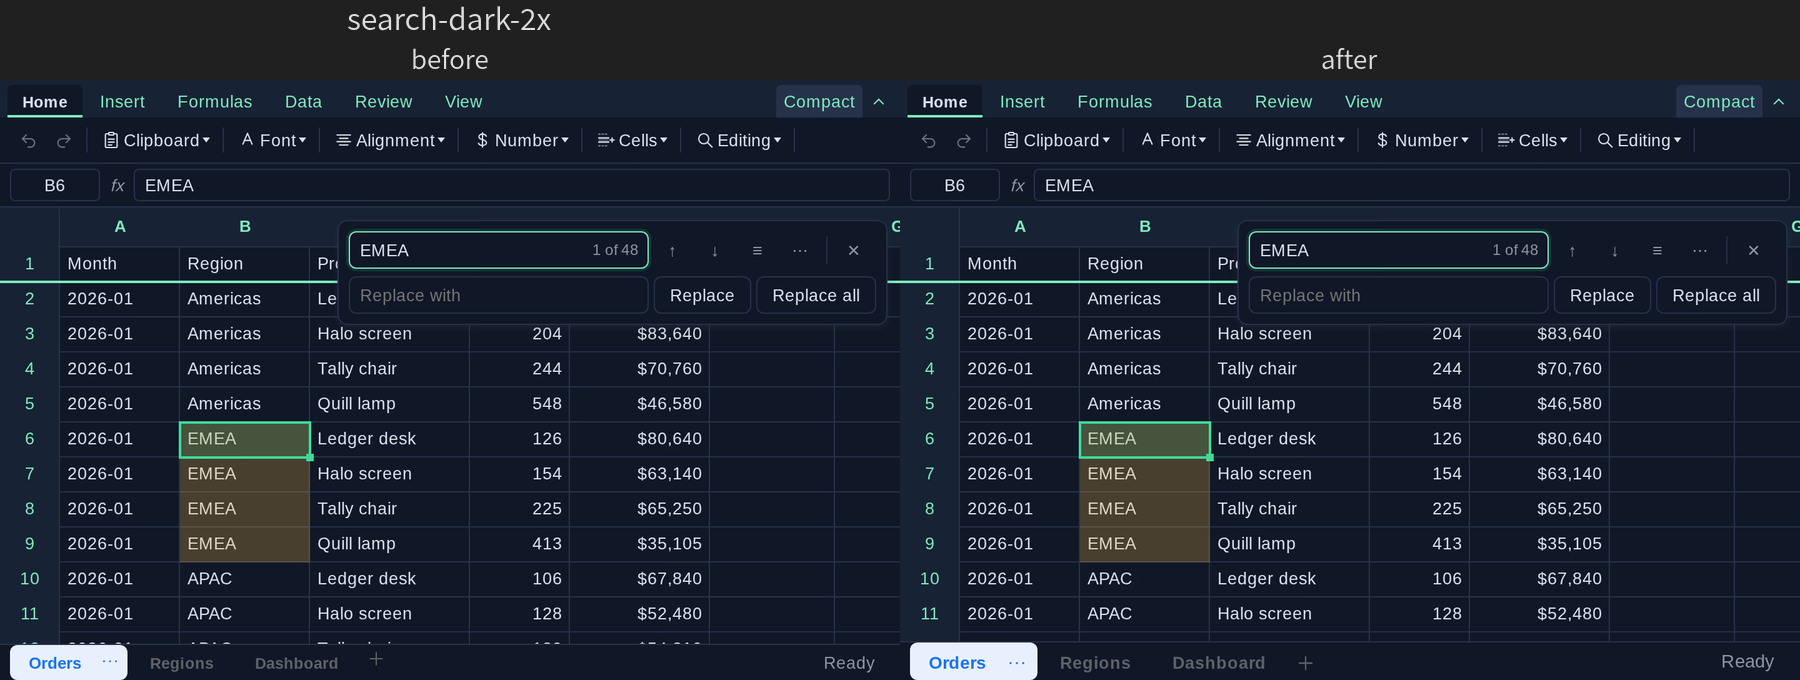 search-dark-2x
before after
Home Insert Formulas Data Review View Compact
Clipboard Font Alignment $ Number Cells Editing
B6 fx EMEA
A B
EMEA 1 of 48 ↑ ↓ ≡ ··· ✕
1 Month Region
Replace with Replace Replace all
2 2026-01 Americas
3 2026-01 Americas Halo screen 204 $83,640
4 2026-01 Americas Tally chair 244 $70,760
5 2026-01 Americas Quill lamp 548 $46,580
6 2026-01 EMEA Ledger desk 126 $80,640
7 2026-01 EMEA Halo screen 154 $63,140
8 2026-01 EMEA Tally chair 225 $65,250
9 2026-01 EMEA Quill lamp 413 $35,105
10 2026-01 APAC Ledger desk 106 $67,840
11 2026-01 APAC Halo screen 128 $52,480
Orders ··· Regions Dashboard + Ready
Home Insert Formulas Data Review View Compact
Clipboard Font Alignment $ Number Cells Editing
B6 fx EMEA
A B
EMEA 1 of 48 ↑ ↓ ≡ ··· ✕
1 Month Region
Replace with Replace Replace all
2 2026-01 Americas
3 2026-01 Americas Halo screen 204 $83,640
4 2026-01 Americas Tally chair 244 $70,760
5 2026-01 Americas Quill lamp 548 $46,580
6 2026-01 EMEA Ledger desk 126 $80,640
7 2026-01 EMEA Halo screen 154 $63,140
8 2026-01 EMEA Tally chair 225 $65,250
9 2026-01 EMEA Quill lamp 413 $35,105
10 2026-01 APAC Ledger desk 106 $67,840
11 2026-01 APAC Halo screen 128 $52,480
Orders ··· Regions Dashboard + Ready